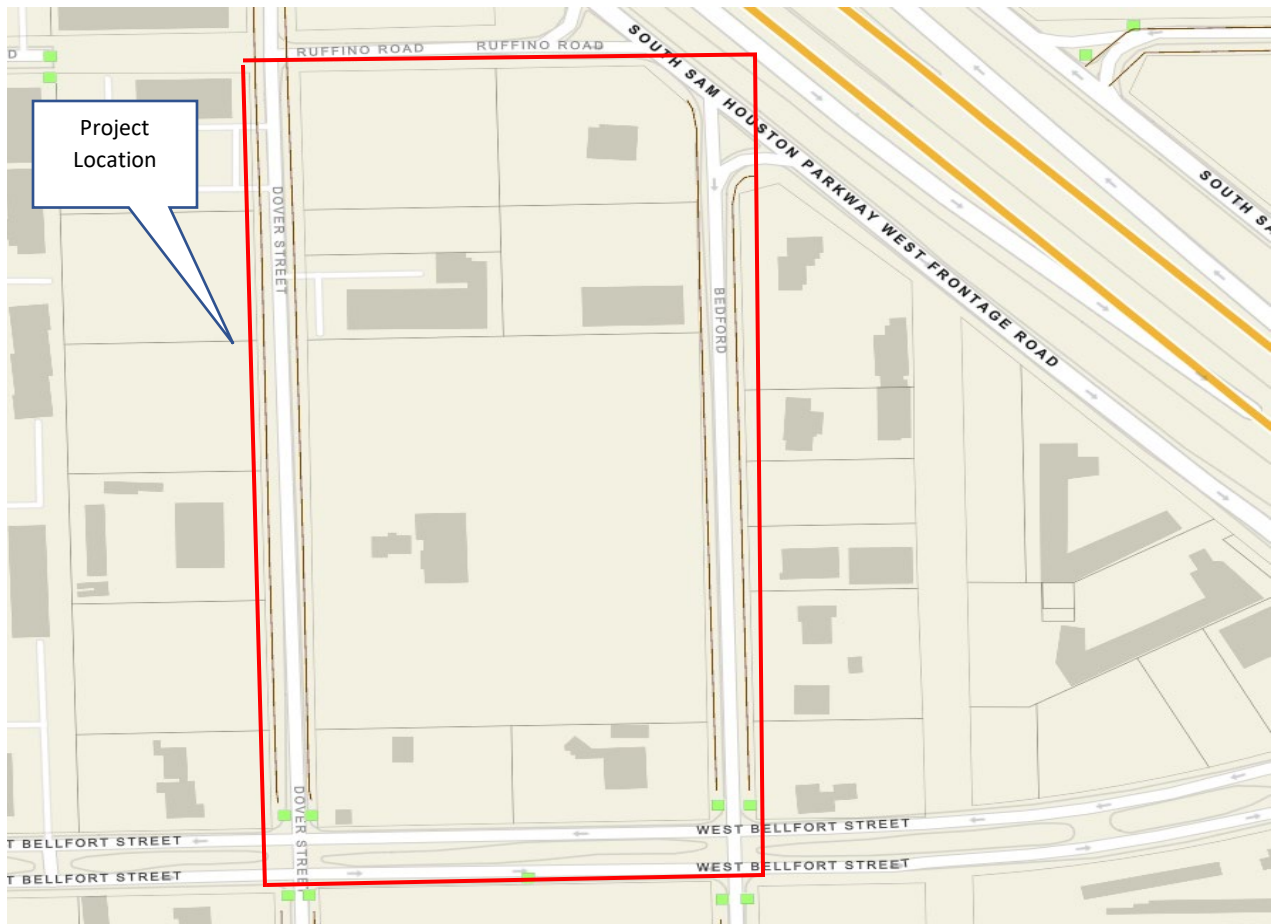 RUFFINO ROAD
RUFFINO ROAD
D
SOUTH SAM HOUSTON PARKWAY WEST FRONTAGE ROAD
SOUTH SA
Project
Location
DOVER STREET
BEDFORD
DOVER STREET
T BELLFORT STREET
WEST BELLFORT STREET
T BELLFORT STREET
WEST BELLFORT STREET